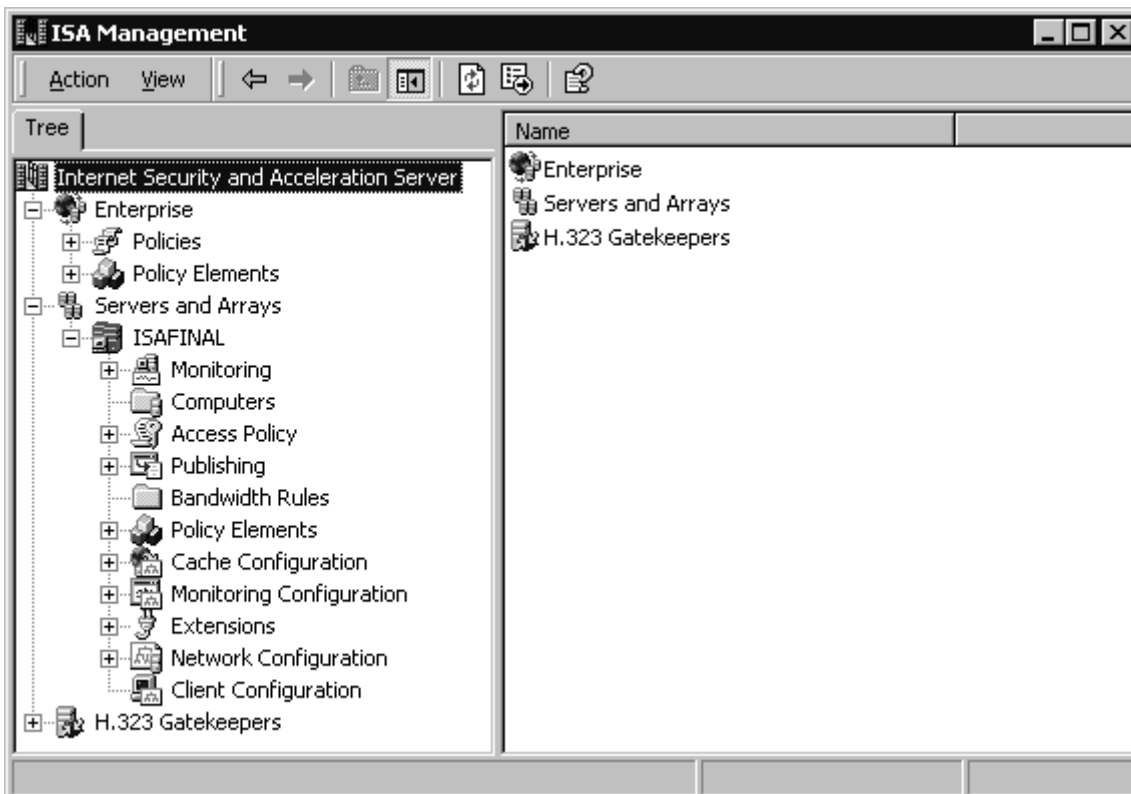 ISA Management
Action View
Tree
Name
Internet Security and Acceleration Server
Enterprise
Policies
Policy Elements
Servers and Arrays
ISAFINAL
Monitoring
Computers
Access Policy
Publishing
Bandwidth Rules
Policy Elements
Cache Configuration
Monitoring Configuration
Extensions
Network Configuration
Client Configuration
H.323 Gatekeepers
Enterprise
Servers and Arrays
H.323 Gatekeepers